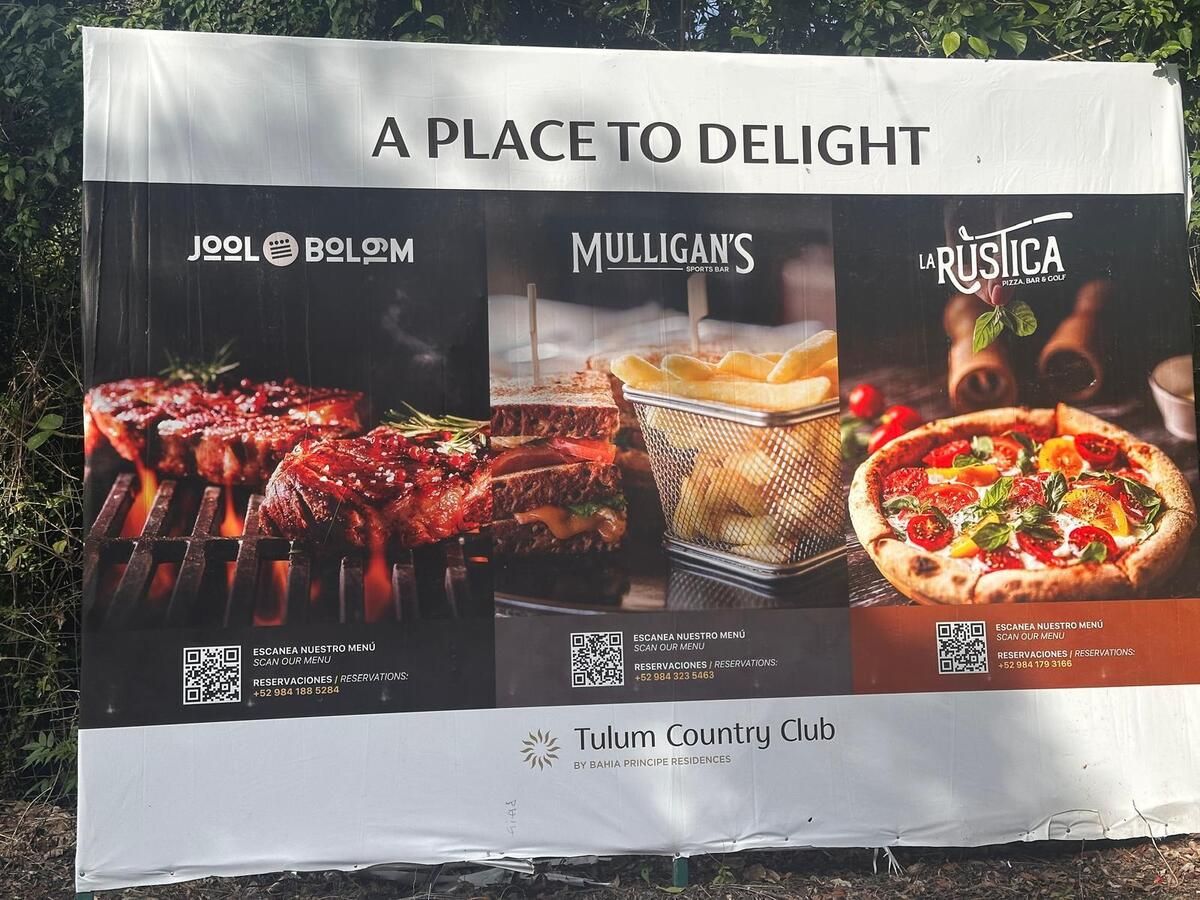 A PLACE TO DELIGHT
JOOL BOLOM
ESCANEA NUESTRO MENÚ
SCAN OUR MENU
RESERVACIONES / RESERVATIONS:
+52 984 188 5284
MULLIGAN'S
SPORTS BAR
ESCANEA NUESTRO MENÚ
SCAN OUR MENU
RESERVACIONES / RESERVATIONS:
+52 984 323 5463
LA RÚSTICA
PIZZA, BAR & GOLF
ESCANEA NUESTRO MENÚ
SCAN OUR MENU
RESERVACIONES / RESERVATIONS:
+52 984 179 3166
Tulum Country Club
BY BAHIA PRINCIPE RESIDENCES